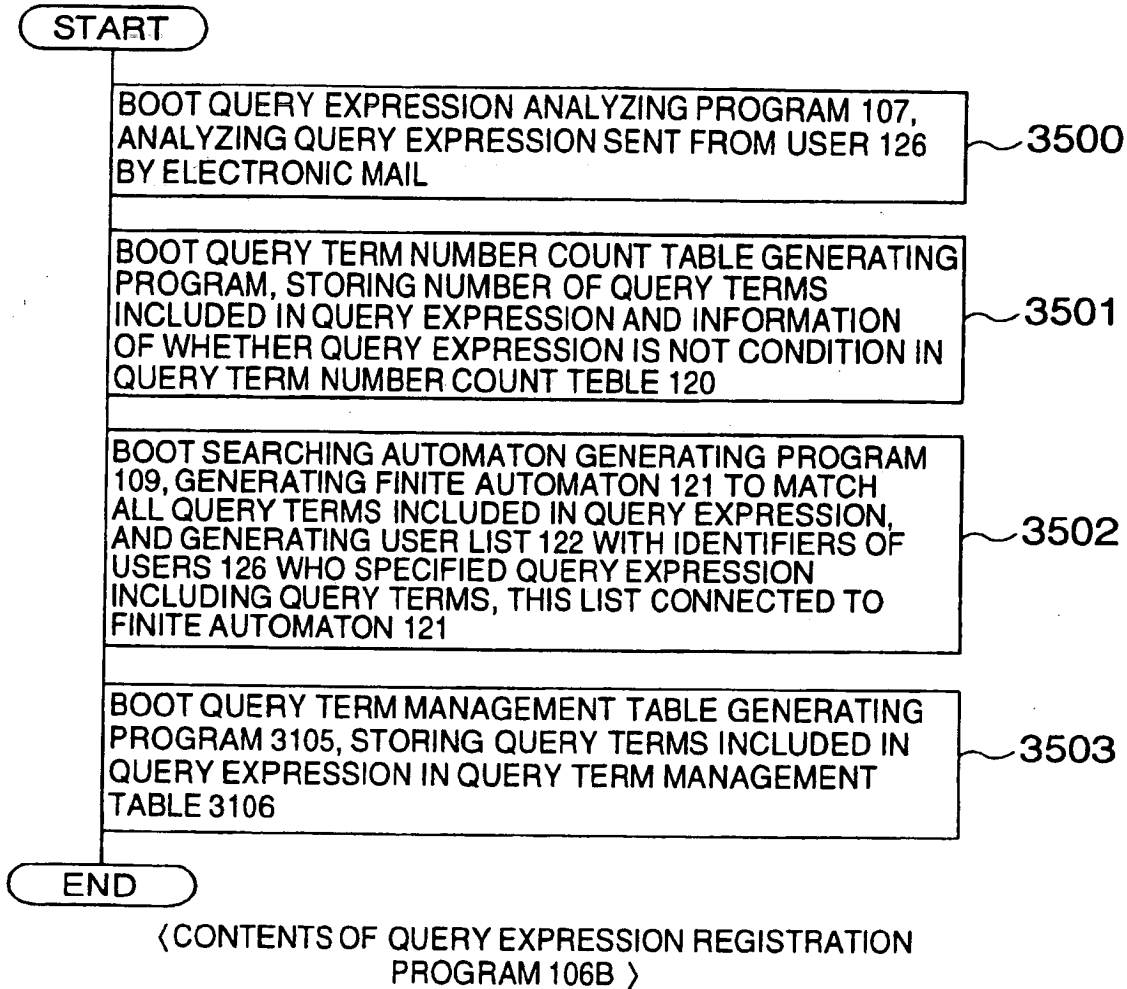 START
BOOT QUERY EXPRESSION ANALYZING PROGRAM 107,
ANALYZING QUERY EXPRESSION SENT FROM USER 126
BY ELECTRONIC MAIL
3500
BOOT QUERY TERM NUMBER COUNT TABLE GENERATING
PROGRAM, STORING NUMBER OF QUERY TERMS
INCLUDED IN QUERY EXPRESSION AND INFORMATION
OF WHETHER QUERY EXPRESSION IS NOT CONDITION IN
QUERY TERM NUMBER COUNT TEBLE 120
3501
BOOT SEARCHING AUTOMATON GENERATING PROGRAM
109, GENERATING FINITE AUTOMATON 121 TO MATCH
ALL QUERY TERMS INCLUDED IN QUERY EXPRESSION,
AND GENERATING USER LIST 122 WITH IDENTIFIERS OF
USERS 126 WHO SPECIFIED QUERY EXPRESSION
INCLUDING QUERY TERMS, THIS LIST CONNECTED TO
FINITE AUTOMATON 121
3502
BOOT QUERY TERM MANAGEMENT TABLE GENERATING
PROGRAM 3105, STORING QUERY TERMS INCLUDED IN
QUERY EXPRESSION IN QUERY TERM MANAGEMENT
TABLE 3106
3503
END
〈CONTENTS OF QUERY EXPRESSION REGISTRATION
PROGRAM 106B 〉